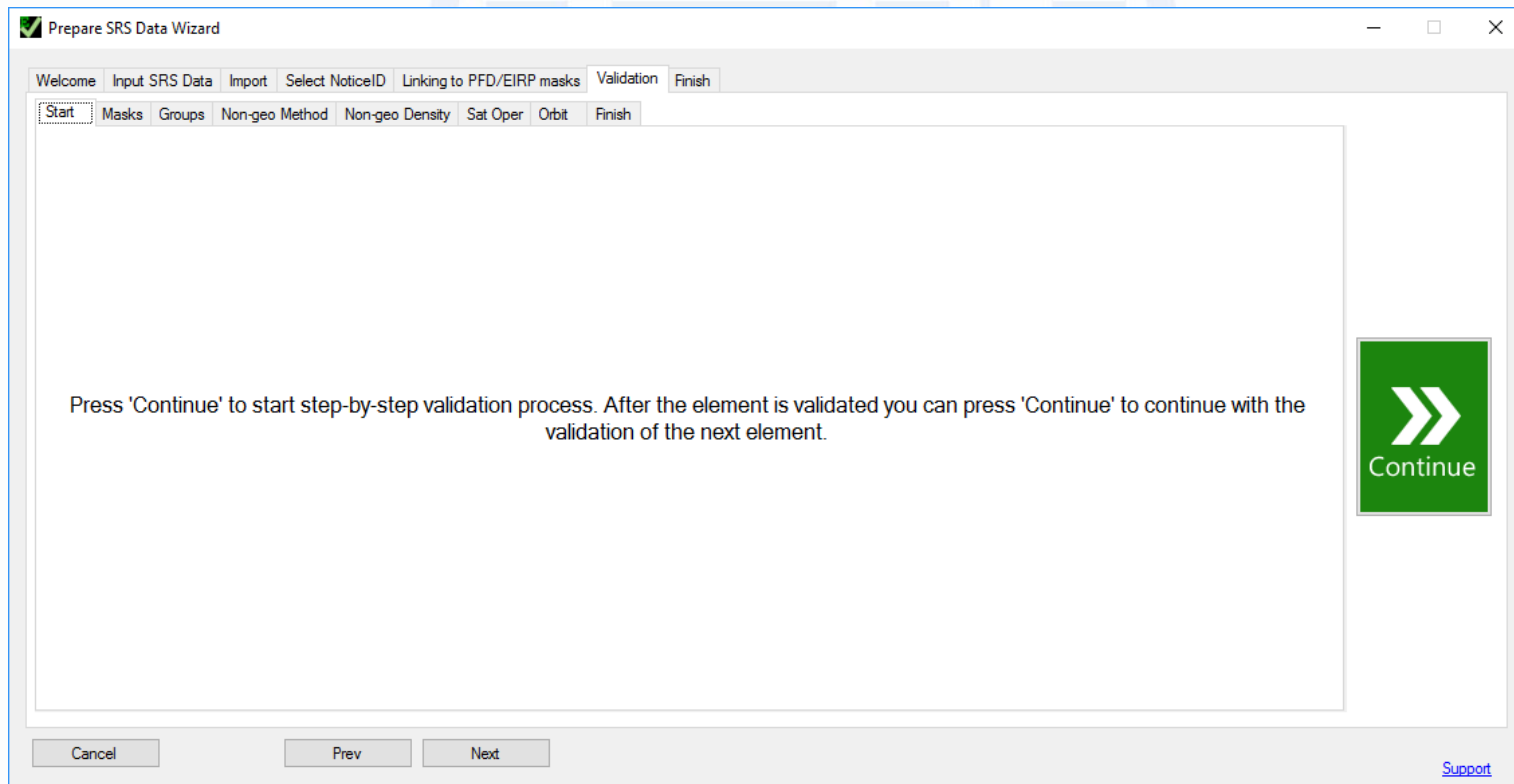 Prepare SRS Data Wizard
Welcome Input SRS Data Import Select NoticeID Linking to PFD/EIRP masks Validation Finish
Start Masks Groups Non-geo Method Non-geo Density Sat Oper Orbit Finish
Press 'Continue' to start step-by-step validation process. After the element is validated you can press 'Continue' to continue with the
validation of the next element.
Continue
Cancel Prev Next
Support